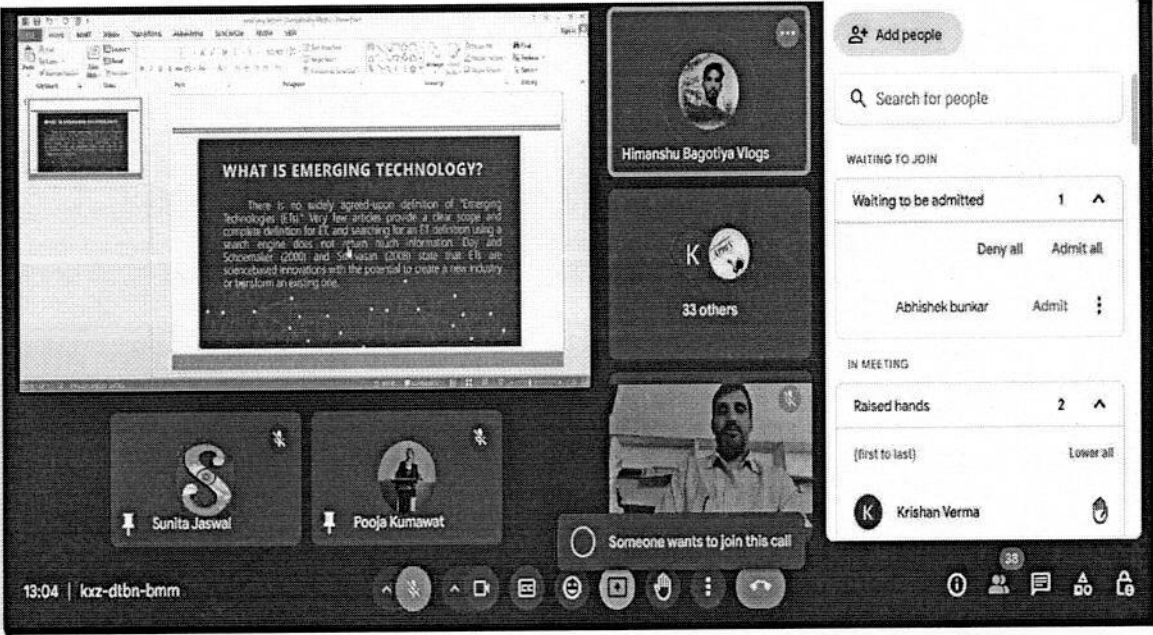 HOME
VIEW
WHAT IS EMERGING TECHNOLOGY?
There is no widely agreed-upon definition of "Emerging
Technologies (ETs)." Very few articles provide a clear scope and
complete definition for ET, and searching for an ET definition using a
search engine does not return much information. Day and
Schoemaker (2000) and Srinivasan (2008) state that ETs are
sciencebased innovations with the potential to create a new industry
or transform an existing one.
Himanshu Bagotiya Vlogs
K
33 others
Sunita Jaswal
Pooja Kumawat
Someone wants to join this call
13:04 | kxz-dtbn-bmm
Add people
Search for people
WAITING TO JOIN
Waiting to be admitted 1
Deny all Admit all
Abhishek bunkar Admit
IN MEETING
Raised hands 2
(first to last) Lower all
K Krishan Verma
38